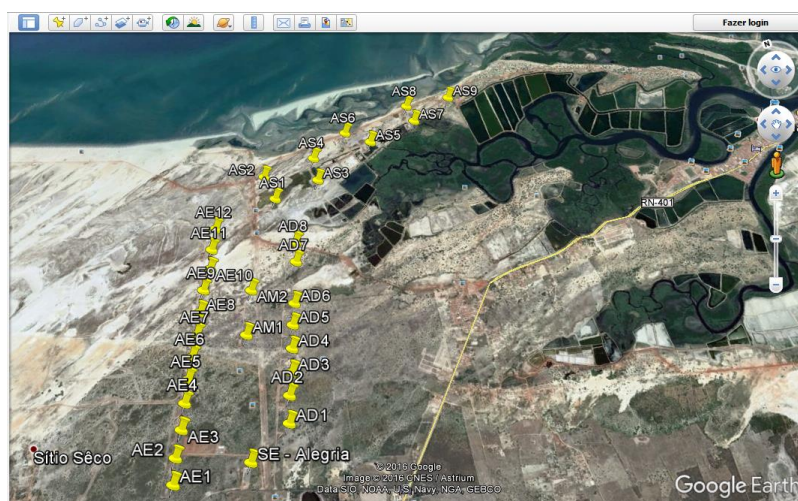 Fazer login
N
AS8
AS9
AS6
AS7
AS5
AS4
AS2
AS3
AS1
AE12
AD8
AE11
AD7
AE9
AE10
AM2
AD6
AE8
AE7
AM1
AD5
AE6
AD4
AE5
AD3
AE4
AD2
AD1
AE3
AE2
SE - Alegria
Sítio Sêco
AE1
RN-401
© 2016 Google
Image © 2016 CNES / Astrium
Data SIO, NOAA, U.S. Navy, NGA, GEBCO
Google Earth